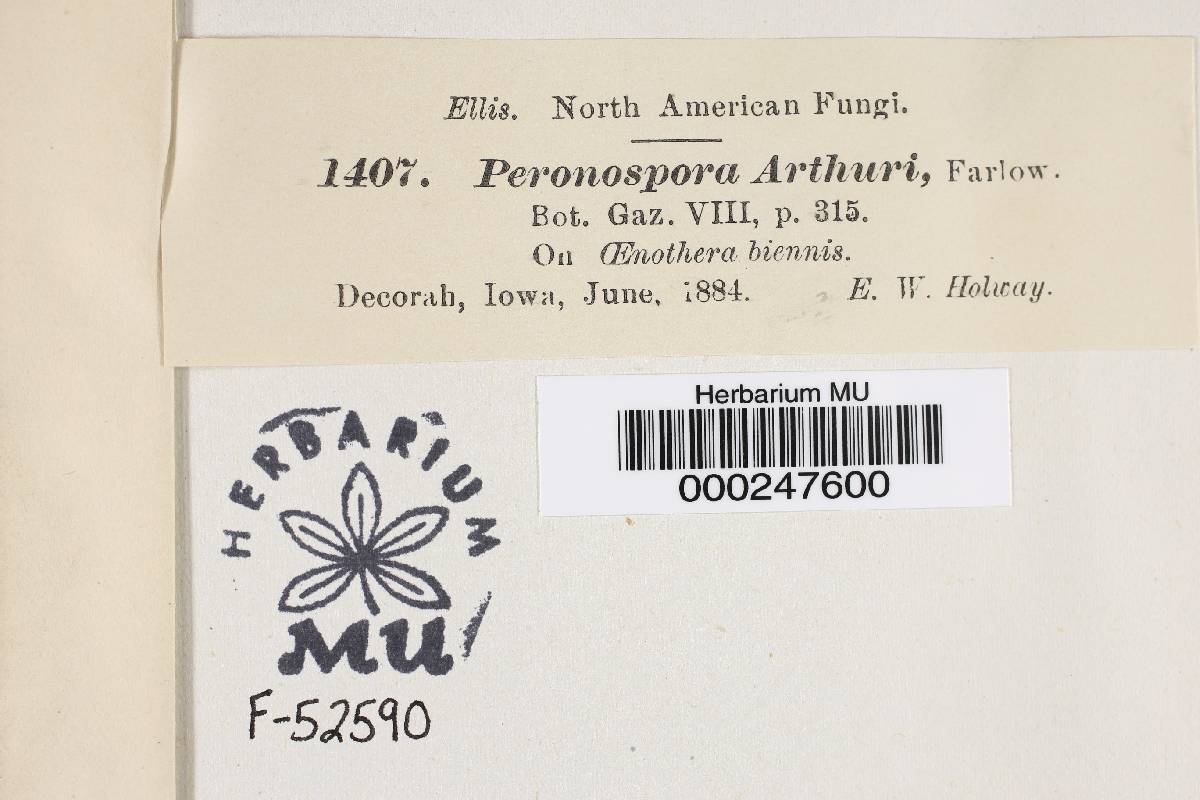 Ellis. North American Fungi.
1407. Peronospora Arthuri, Farlow.
Bot. Gaz. VIII, p. 315.
On Œnothera biennis.
Decorah, Iowa, June, 1884. E. W. Holway.
Herbarium MU
000247600
HERBARIUM
MU
F-52590